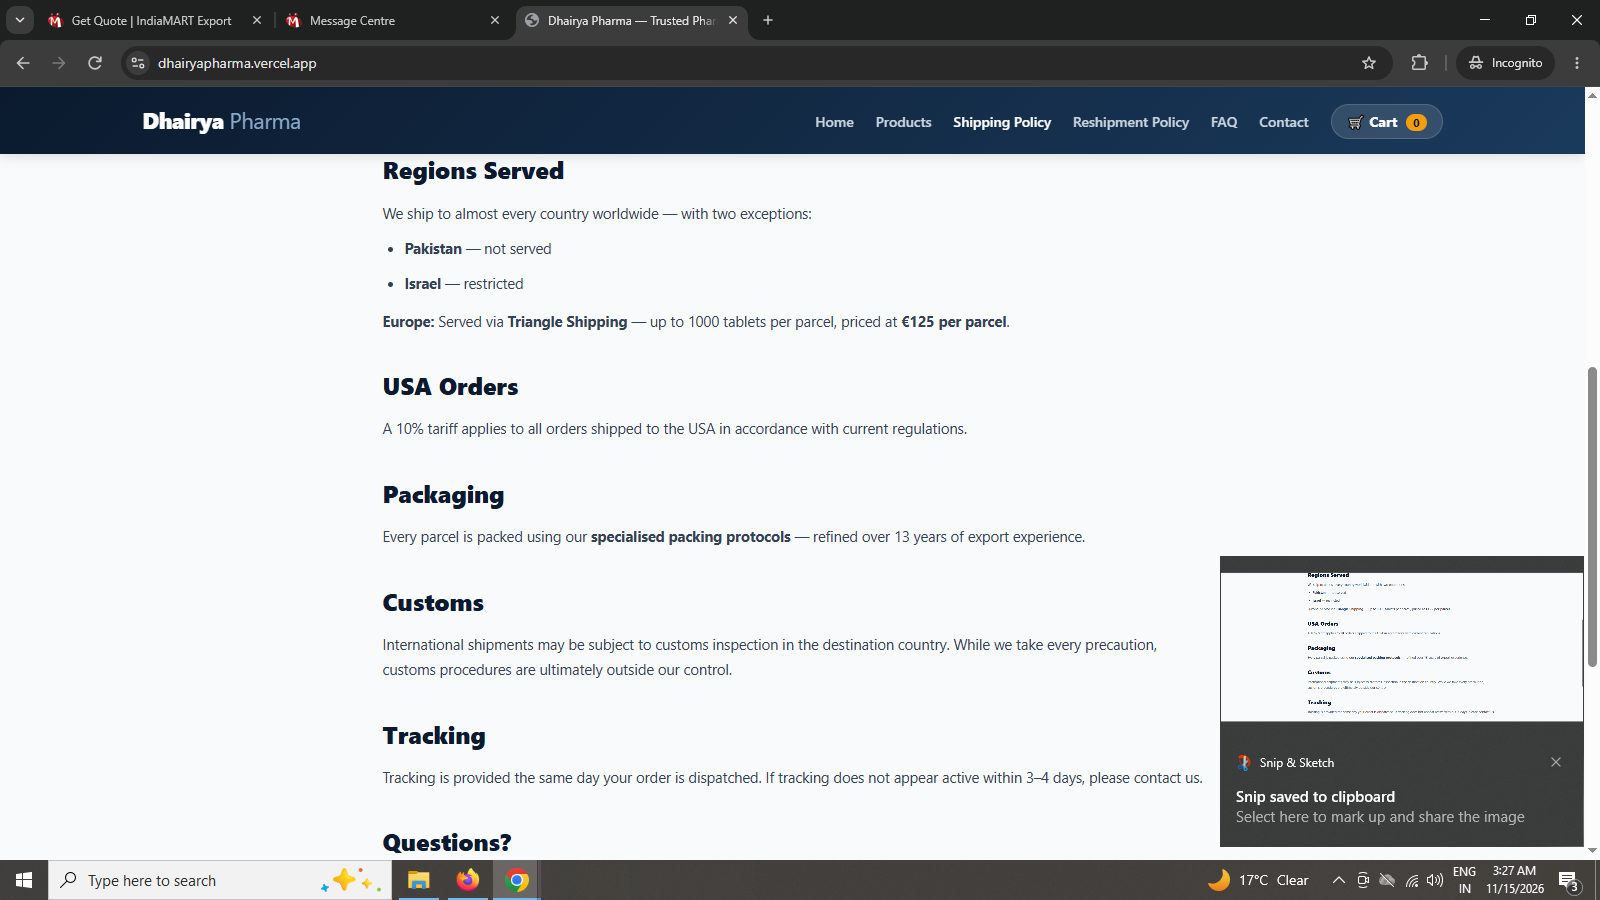 Get Quote | IndiaMART Export
Message Centre
Dhairya Pharma — Trusted Phar
dhairyapharma.vercel.app
Incognito
Dhairya Pharma
Home
Products
Shipping Policy
Reshipment Policy
FAQ
Contact
Cart 0
Regions Served
We ship to almost every country worldwide — with two exceptions:
• Pakistan — not served
• Israel — restricted
Europe: Served via Triangle Shipping — up to 1000 tablets per parcel, priced at €125 per parcel.
USA Orders
A 10% tariff applies to all orders shipped to the USA in accordance with current regulations.
Packaging
Every parcel is packed using our specialised packing protocols — refined over 13 years of export experience.
Customs
International shipments may be subject to customs inspection in the destination country. While we take every precaution,
customs procedures are ultimately outside our control.
Tracking
Tracking is provided the same day your order is dispatched. If tracking does not appear active within 3–4 days, please contact us.
Questions?
Regions Served
USA Orders
Packaging
Customs
Tracking
Snip & Sketch
Snip saved to clipboard
Select here to mark up and share the image
Type here to search
17°C Clear
ENG
IN
3:27 AM
11/15/2026
3